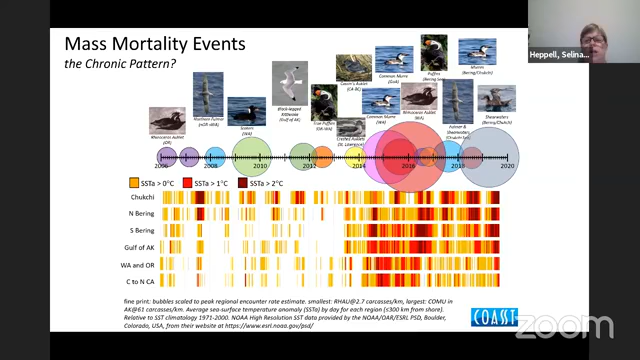 Mass Mortality Events
the Chronic Pattern?
Heppell, Selina...
Rhinoceros Auklet
(OR)
Northern Fulmar
(nOR-WA)
Scoters
(WA)
Black-legged
Kittiwake
(Gulf of AK)
True Puffins
(OR-WA)
Cassin's Auklet
(CA-BC)
Crested Auklets
(St. Lawrence)
Common Murre
(GoA)
Common Murre
(WA)
Puffins
(Bering Sea)
Rhinoceros Auklet
(WA)
Murres
(Bering/Chukchi)
Fulmar &
Shearwaters
Shearwaters
(Bering/Chukchi)
2006 2008 2010 2012 2014 2016 2018 2020
SSTa > 0°C SSTa > 1°C SSTa > 2°C
Chukchi
N Bering
S Bering
Gulf of AK
WA and OR
C to N CA
fine print: bubbles scaled to peak regional encounter rate estimate. smallest: RHAU@2.7 carcasses/km, largest: COMU in
AK@61 carcasses/km. Average sea-surface temperature anomaly (SSTa) by day for each region (≤300 km from shore).
Relative to SST climatology 1971-2000. NOAA High Resolution SST data provided by the NOAA/OAR/ESRL PSD, Boulder,
Colorado, USA, from their website at https://www.esrl.noaa.gov/psd/
COASST
zoom